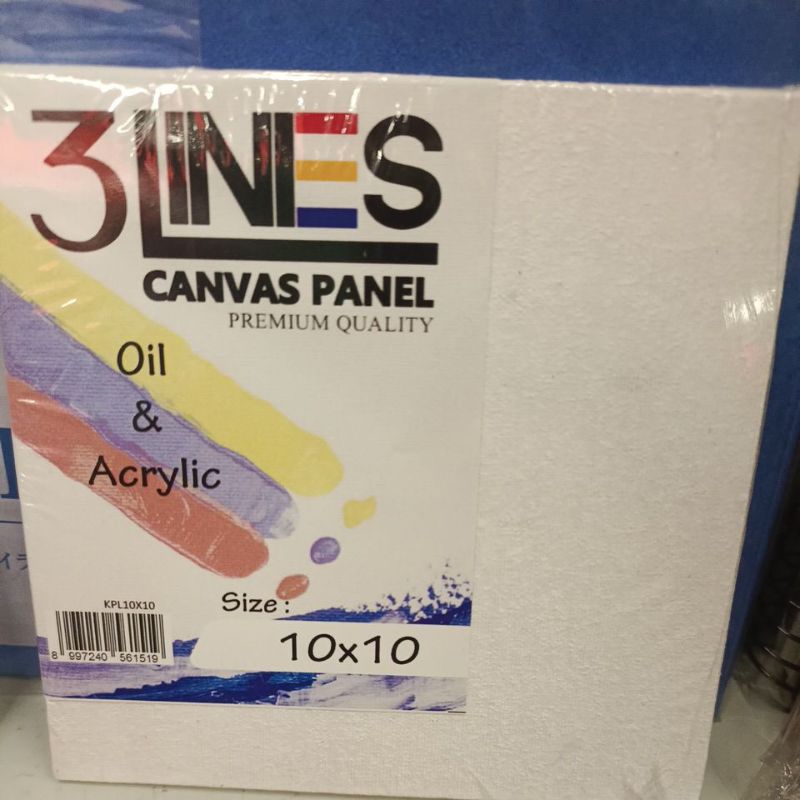 3LINES
CANVAS PANEL
PREMIUM QUALITY
Oil
&
Acrylic
KPL10X10
Size :
10x10
8 997240 561519